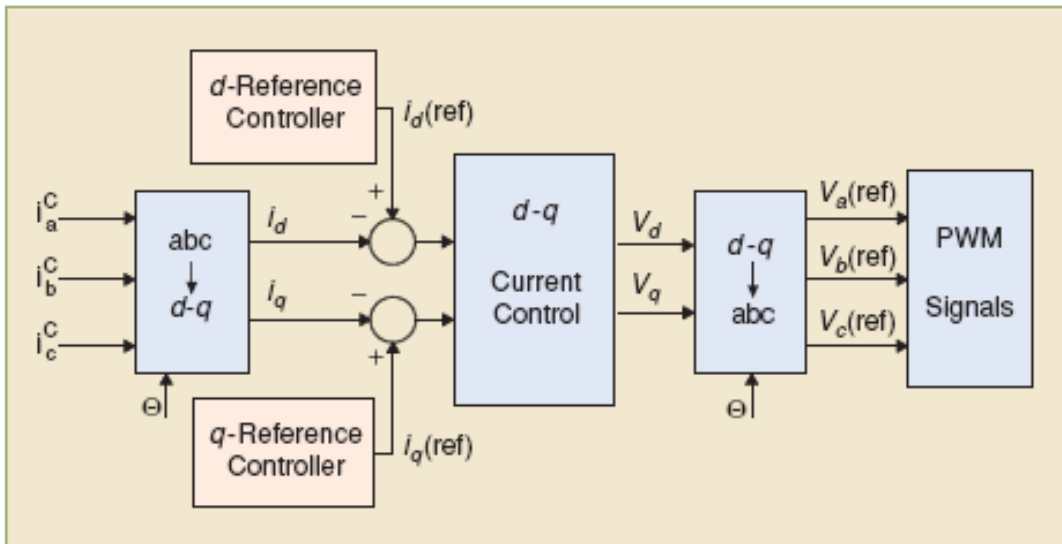 d-Reference
Controller
i_d(ref)
+
−
i_a^C
i_b^C
i_c^C
abc
d-q
Θ
i_d
i_q
−
+
q-Reference
Controller
i_q(ref)
d-q
Current
Control
V_d
V_q
d-q
abc
Θ
V_a(ref)
V_b(ref)
V_c(ref)
PWM
Signals